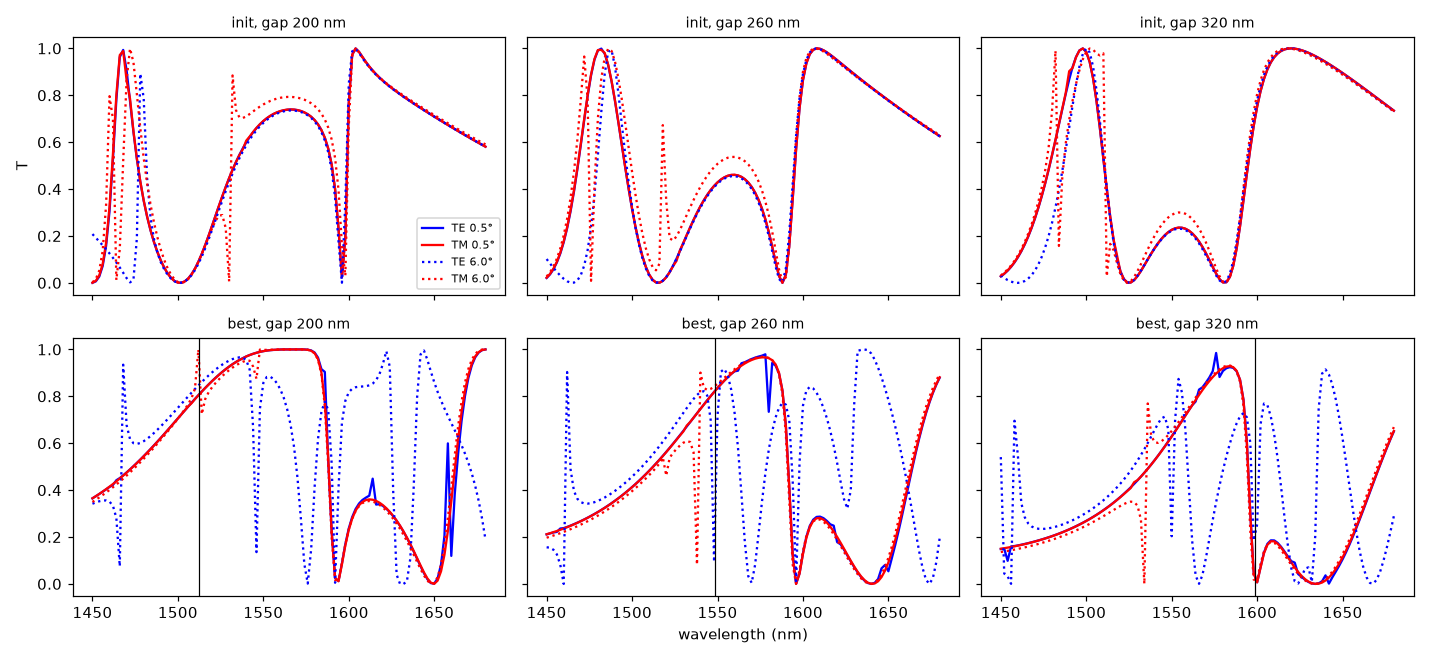 init, gap 200 nm
init, gap 260 nm
init, gap 320 nm
1.0
0.8
0.6
0.4
0.2
0.0
T
TE 0.5°
TM 0.5°
TE 6.0°
TM 6.0°
best, gap 200 nm
best, gap 260 nm
best, gap 320 nm
1.0
0.8
0.6
0.4
0.2
0.0
1450 1500 1550 1600 1650
1450 1500 1550 1600 1650
1450 1500 1550 1600 1650
wavelength (nm)